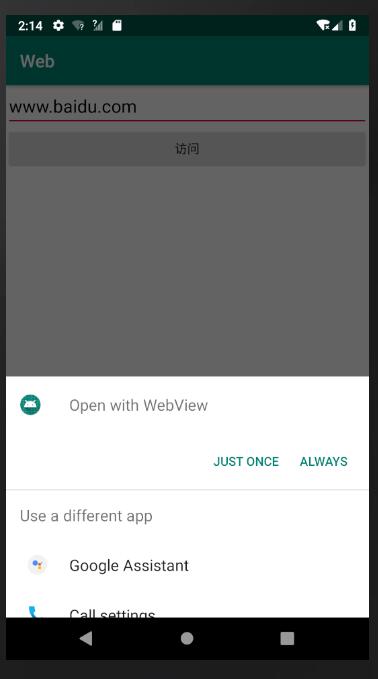 2:14
Web
www.baidu.com
访问
Open with WebView
JUST ONCE ALWAYS
Use a different app
Google Assistant
Call settings